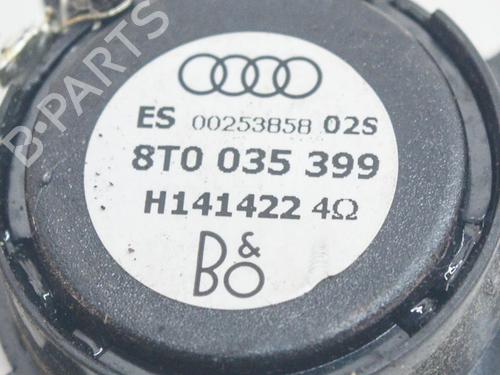 ES 00253858 02S
8T0 035 399
H141422 4Ω
B&O
B-PARTS